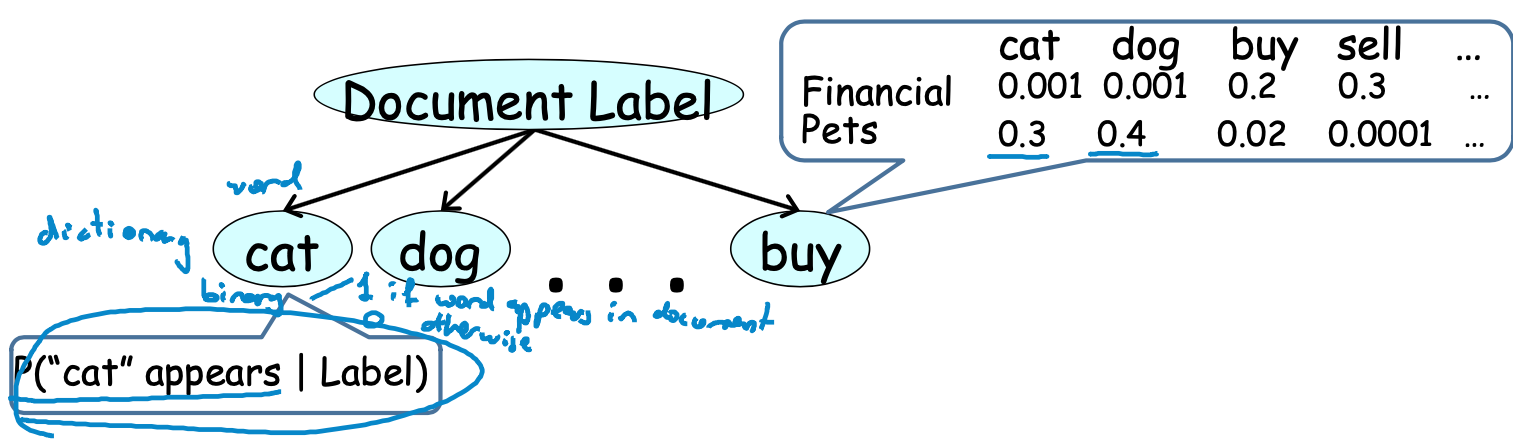 cat dog buy sell ...
Financial 0.001 0.001 0.2 0.3 ...
Pets 0.3 0.4 0.02 0.0001 ...
Document Label
word
dictionary
cat dog . . . buy
binary 1 if word appears in document
0 otherwise
P("cat" appears | Label)